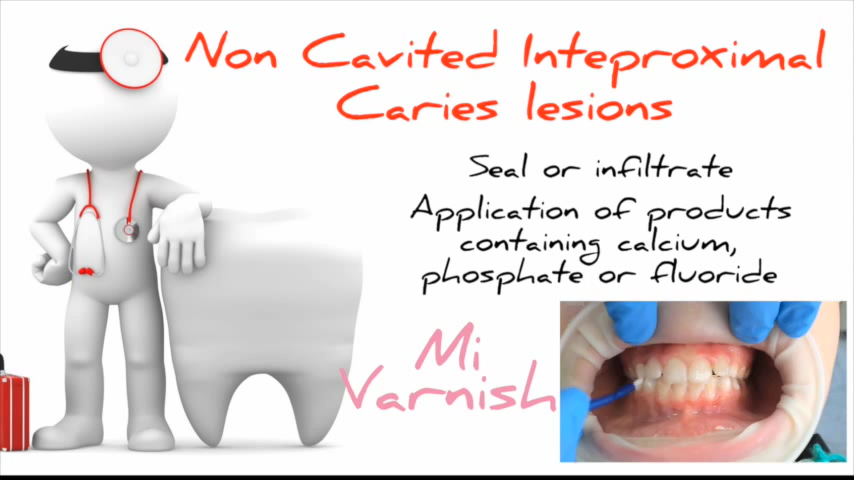 Non Cavited Inteproximal
Caries lesions
Seal or infiltrate
Application of products
containing calcium,
phosphate or fluoride
Mi
Varnish